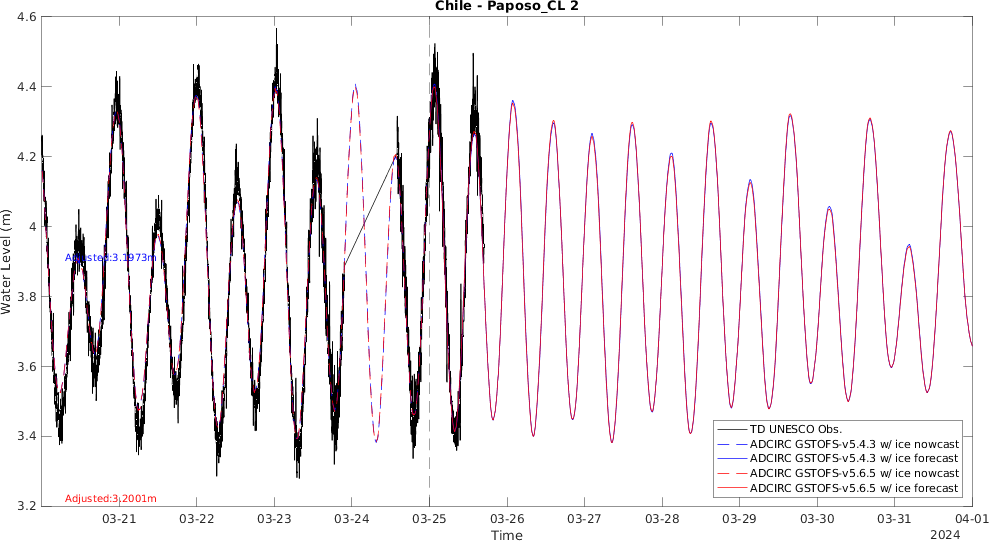 Chile - Paposo_CL 2
4.6
4.4
4.2
4
3.8
3.6
3.4
3.2
Water Level (m)
Adjusted:3.1973m
Adjusted:3.2001m
TD UNESCO Obs.
ADCIRC GSTOFS-v5.4.3 w/ ice nowcast
ADCIRC GSTOFS-v5.4.3 w/ ice forecast
ADCIRC GSTOFS-v5.6.5 w/ ice nowcast
ADCIRC GSTOFS-v5.6.5 w/ ice forecast
03-21 03-22 03-23 03-24 03-25 03-26 03-27 03-28 03-29 03-30 03-31 04-01
Time
2024